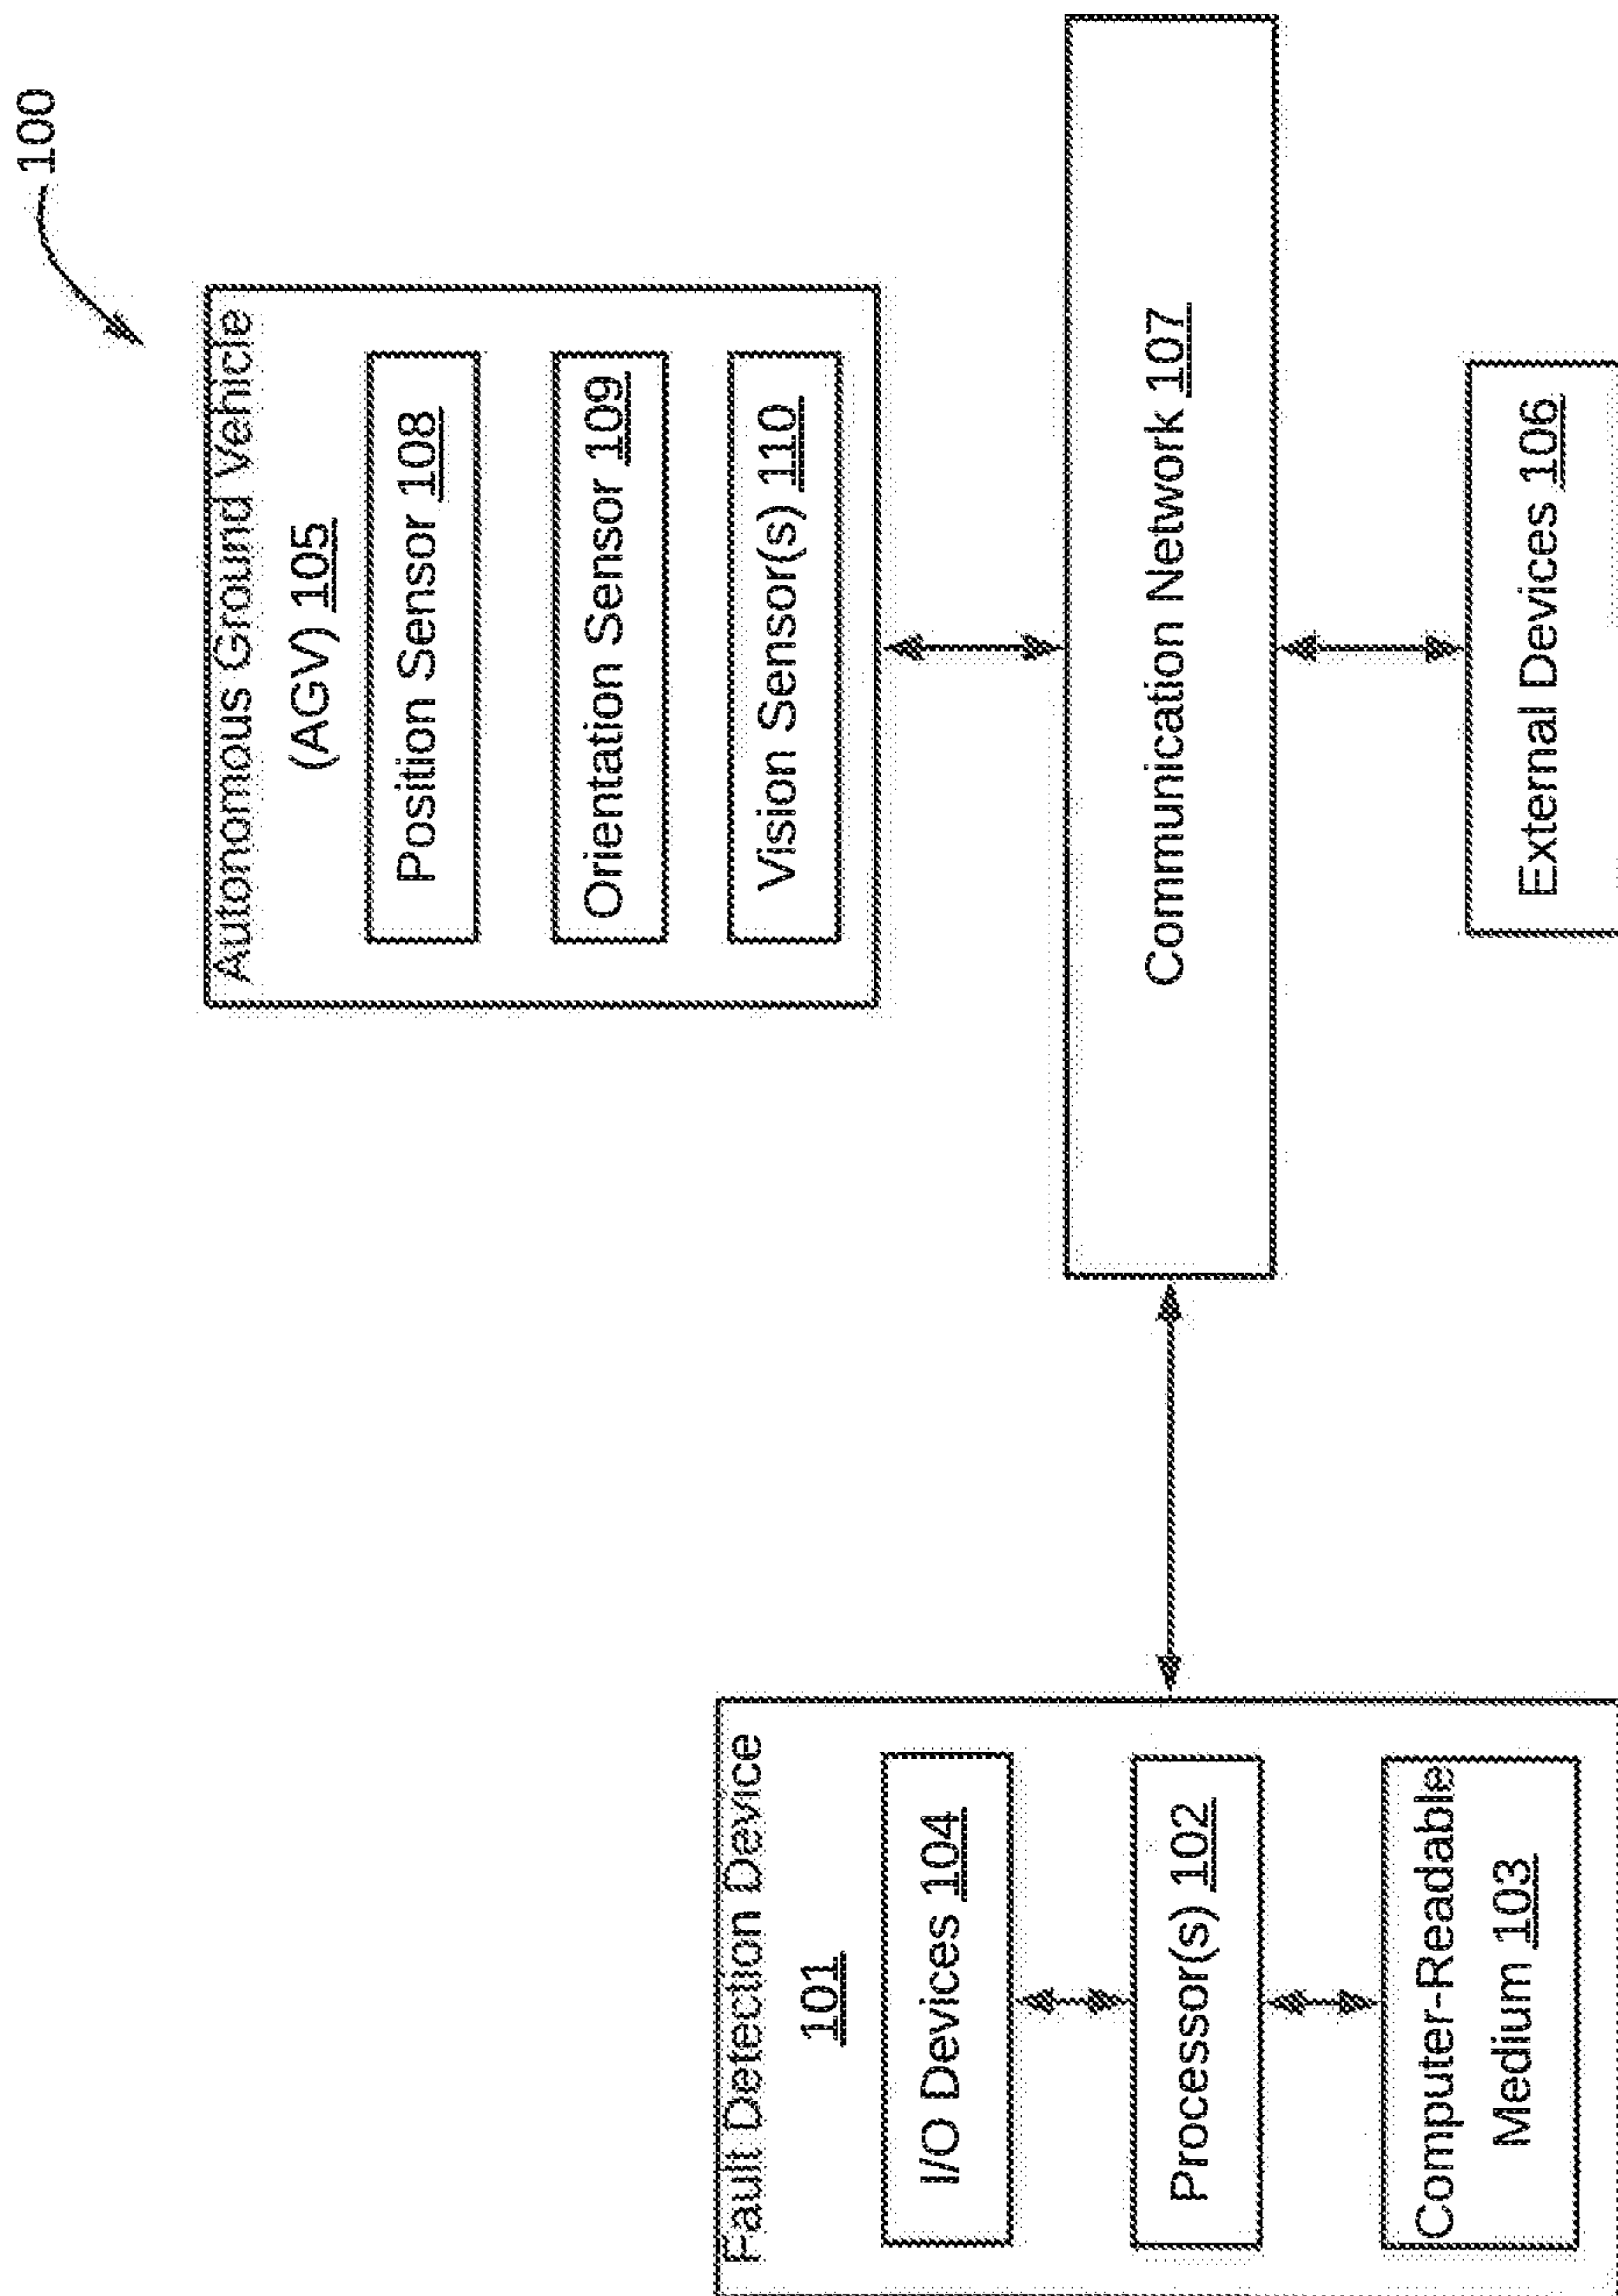 100
Autonomous Ground Vehicle
(AGV) 105
Position Sensor 108
Orientation Sensor 109
Vision Sensor(s) 110
Communication Network 107
External Devices 106
Fault Detection Device
101
I/O Devices 104
Processor(s) 102
Computer-Readable
Medium 103